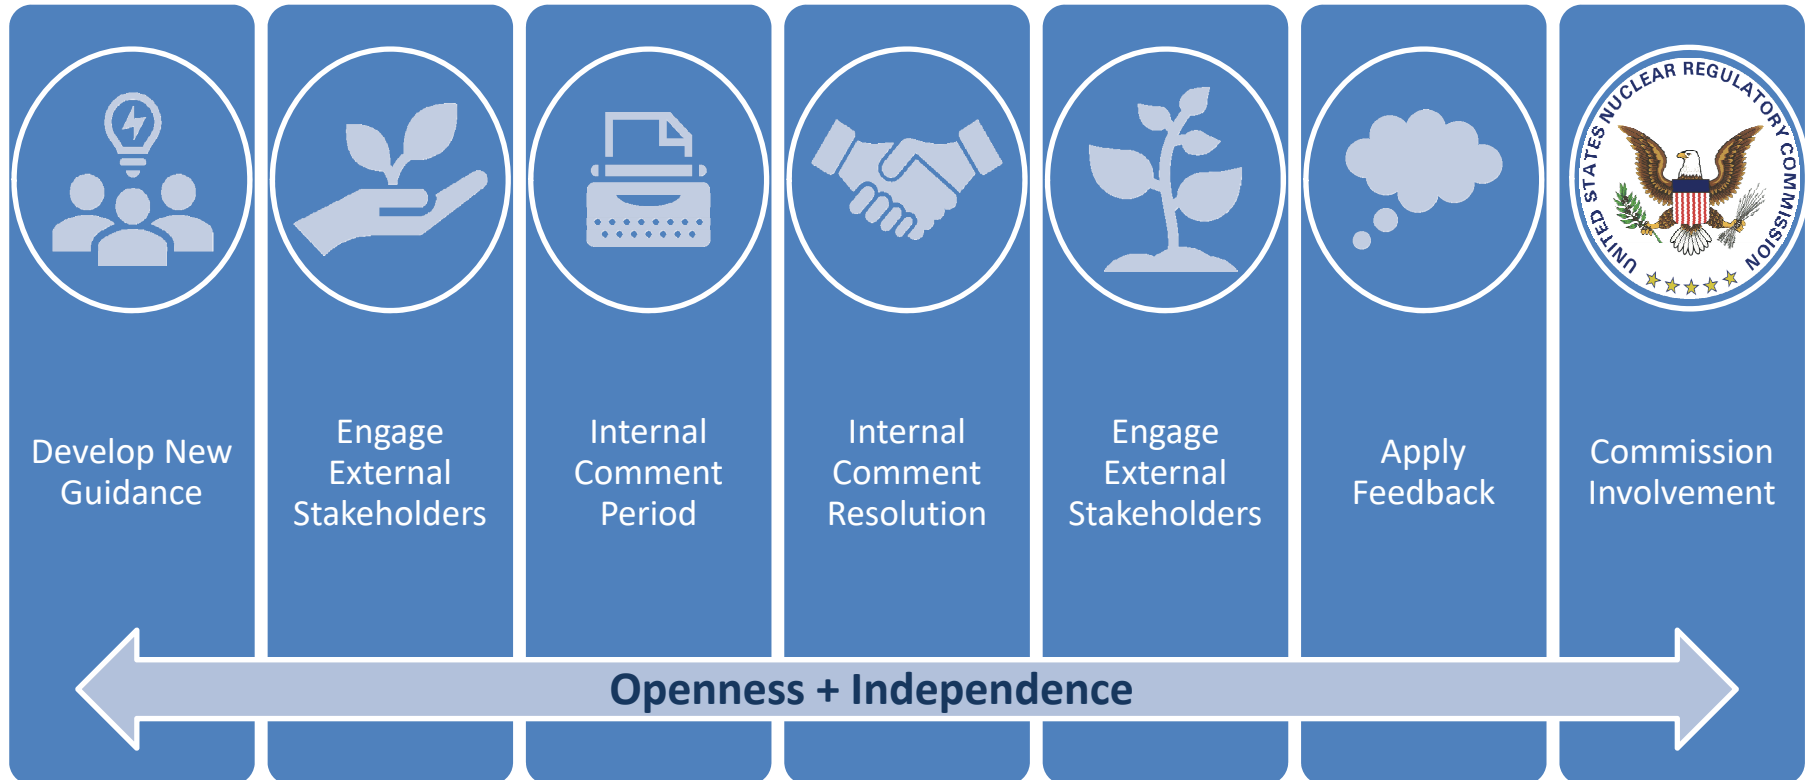 UNITED STATES NUCLEAR REGULATORY COMMISSION
Develop New
Guidance
Engage
External
Stakeholders
Internal
Comment
Period
Internal
Comment
Resolution
Engage
External
Stakeholders
Apply
Feedback
Commission
Involvement
Openness + Independence